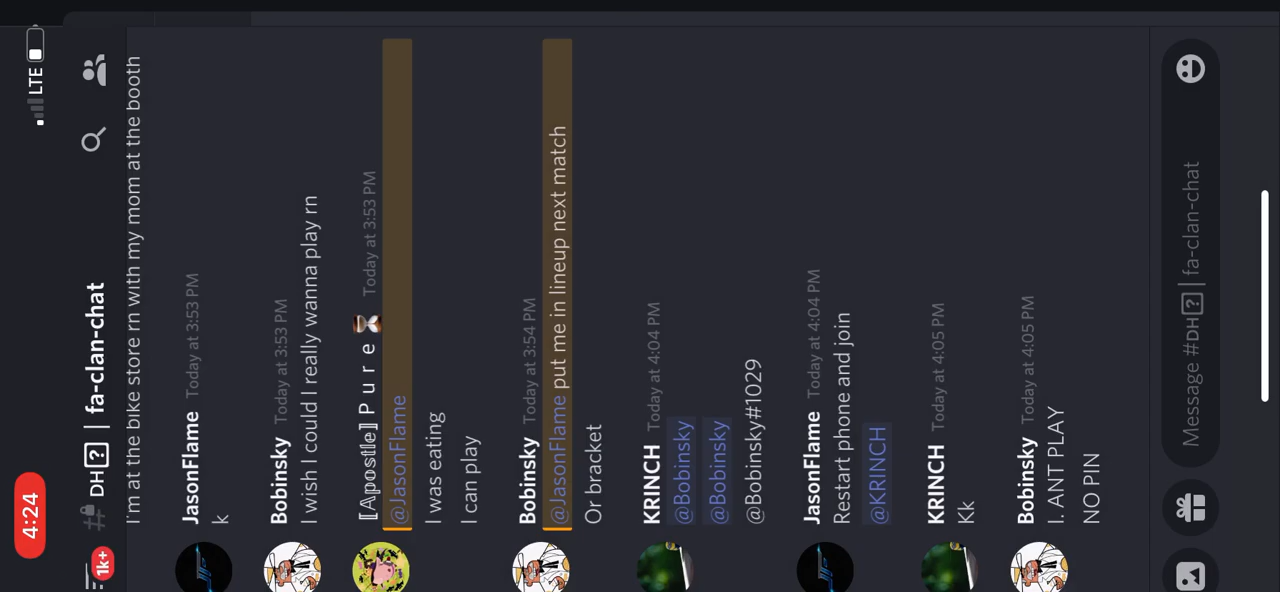 4:24
LTE
1k+
DH | fa-clan-chat
I'm at the bike store rn with my mom at the booth
JasonFlame Today at 3:53 PM
k
Bobinsky Today at 3:53 PM
I wish I could I really wanna play rn
⟦𝔸𝕡𝕠𝕤𝕥𝕝𝕖⟧ P u r e ⏳ Today at 3:53 PM
@JasonFlame
I was eating
I can play
Bobinsky Today at 3:54 PM
@JasonFlame put me in lineup next match
Or bracket
KRINCH Today at 4:04 PM
@Bobinsky
@Bobinsky
@Bobinsky#1029
JasonFlame Today at 4:04 PM
Restart phone and join
@KRINCH
KRINCH Today at 4:05 PM
Kk
Bobinsky Today at 4:05 PM
I. ANT PLAY
NO PIN
Message #DH | fa-clan-chat